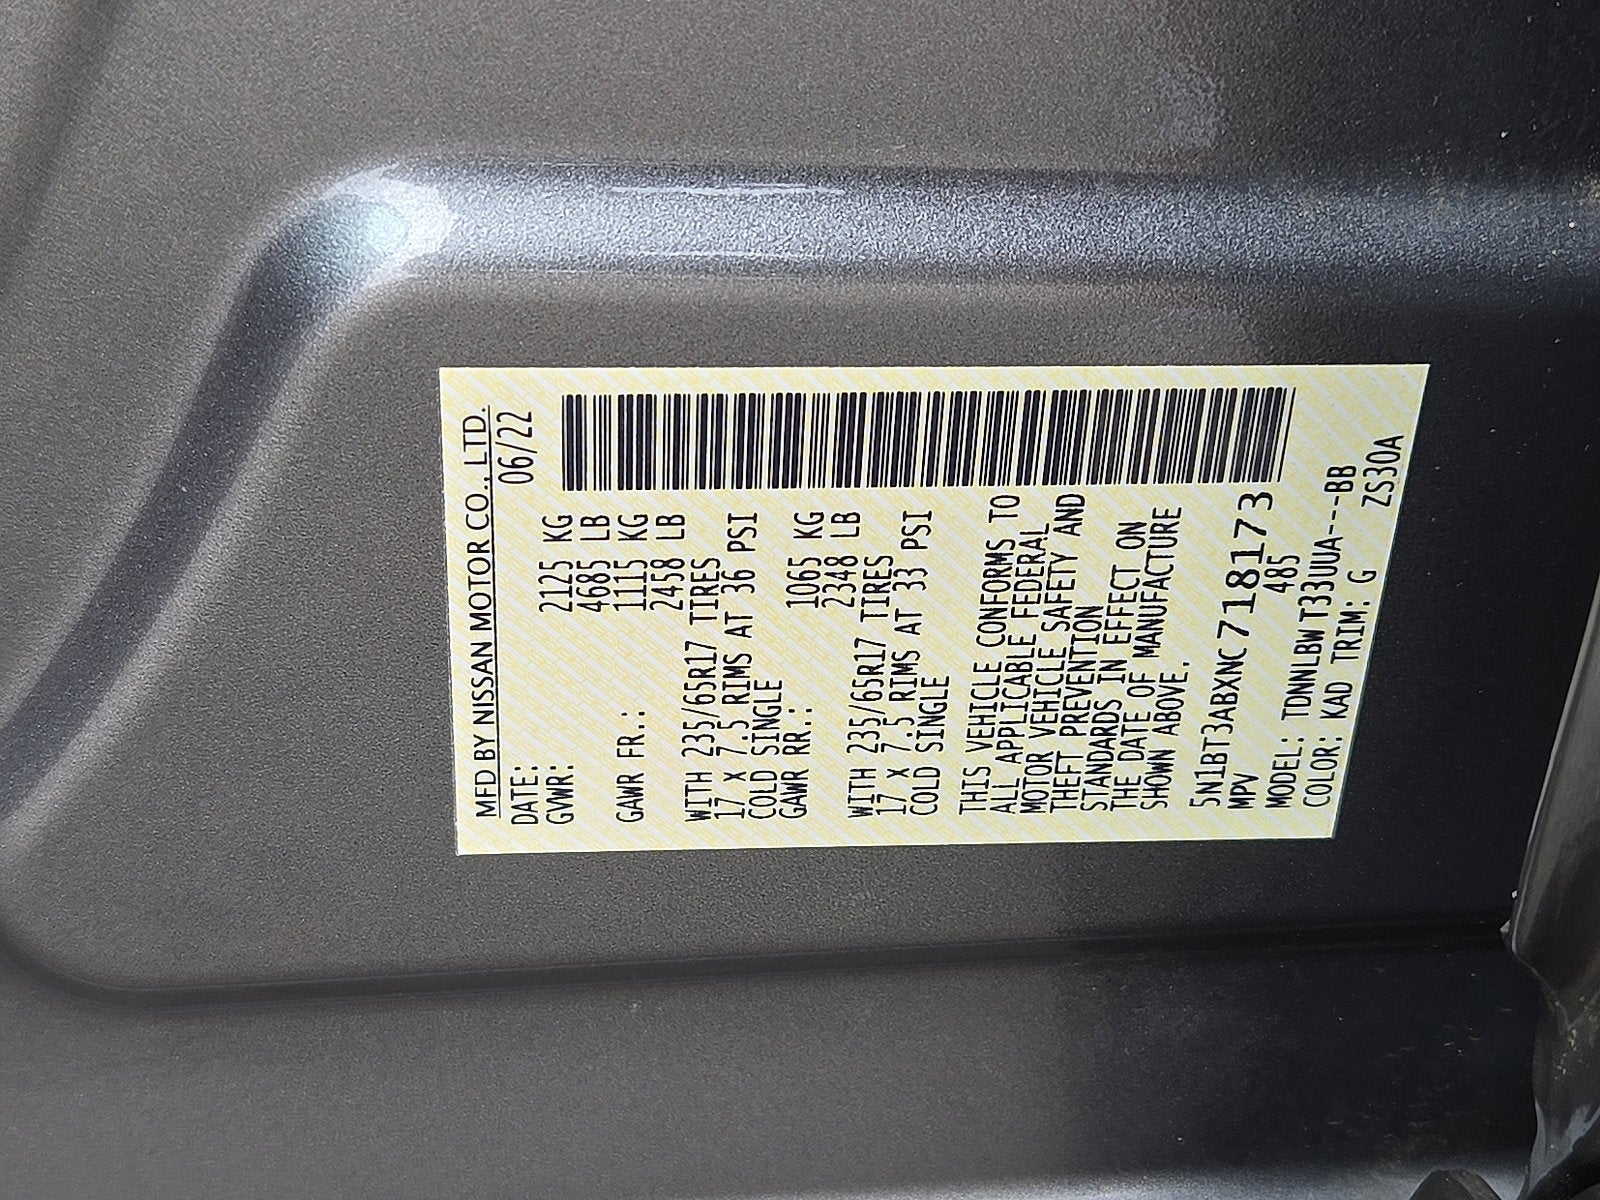 MFD BY NISSAN MOTOR CO., LTD.
DATE: 06/22
GVWR: 2125 KG
4685 LB
GAWR FR.: 1115 KG
2458 LB
WITH 235/65R17 TIRES
17 X 7.5 RIMS AT 36 PSI
COLD SINGLE
GAWR RR.: 1065 KG
2348 LB
WITH 235/65R17 TIRES
17 X 7.5 RIMS AT 33 PSI
COLD SINGLE
THIS VEHICLE CONFORMS TO
ALL APPLICABLE FEDERAL
MOTOR VEHICLE SAFETY AND
THEFT PREVENTION
STANDARDS IN EFFECT ON
THE DATE OF MANUFACTURE
SHOWN ABOVE.
5N1BT3ABXNC718173
MPV 485
MODEL: TDNNLBWT33UUA---BB
COLOR: KAD TRIM: G ZS30A